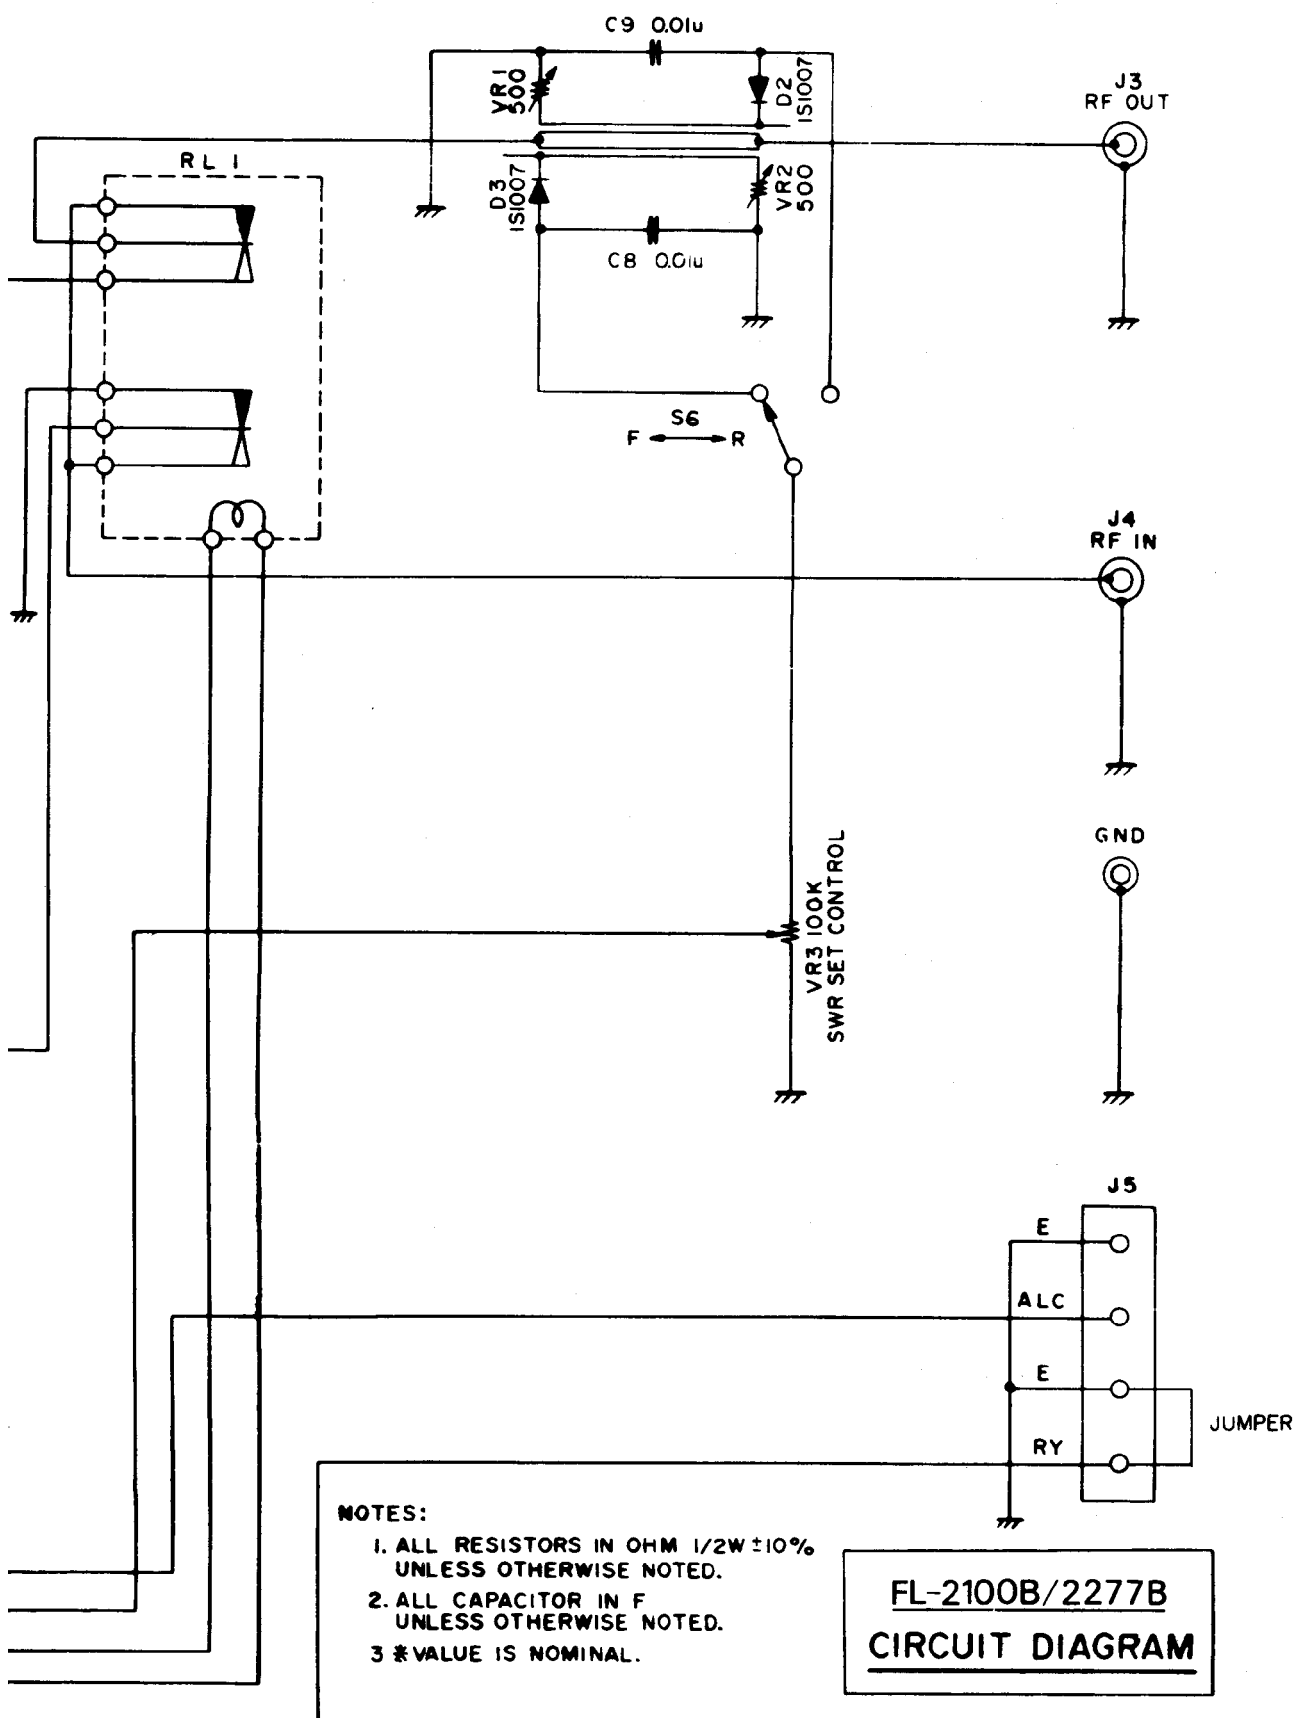 C9 0.01u
VR1
500
D2
1S1007
J3
RF OUT
RL 1
D3
1S1007
VR2
500
C8 0.01u
S6
F R
J4
RF IN
GND
VR3 100K
SWR SET CONTROL
J5
E
ALC
E
JUMPER
RY
NOTES:
1. ALL RESISTORS IN OHM 1/2W ±10%
UNLESS OTHERWISE NOTED.
2. ALL CAPACITOR IN F
UNLESS OTHERWISE NOTED.
3 * VALUE IS NOMINAL.
FL-2100B/2277B
CIRCUIT DIAGRAM